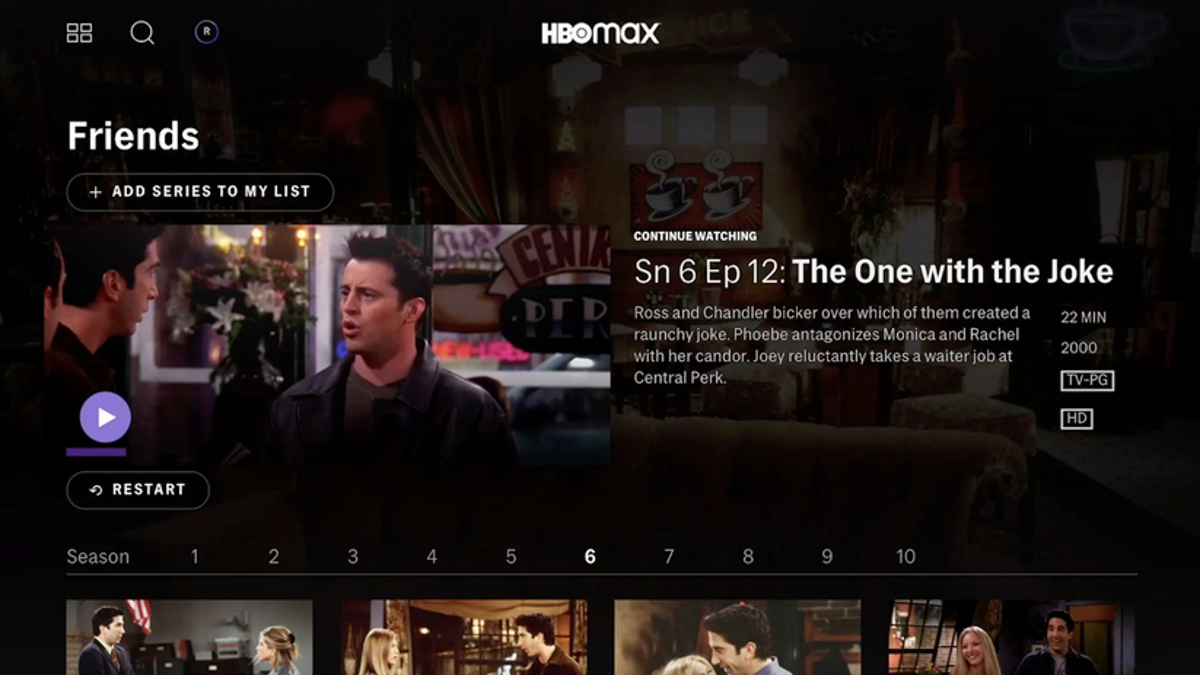 R
HBOMAX
Friends
+ ADD SERIES TO MY LIST
CENTR
PER
CONTINUE WATCHING
Sn 6 Ep 12: The One with the Joke
Ross and Chandler bicker over which of them created a
raunchy joke. Phoebe antagonizes Monica and Rachel
with her candor. Joey reluctantly takes a waiter job at
Central Perk.
22 MIN
2000
TV-PG
HD
RESTART
Season 1 2 3 4 5 6 7 8 9 10